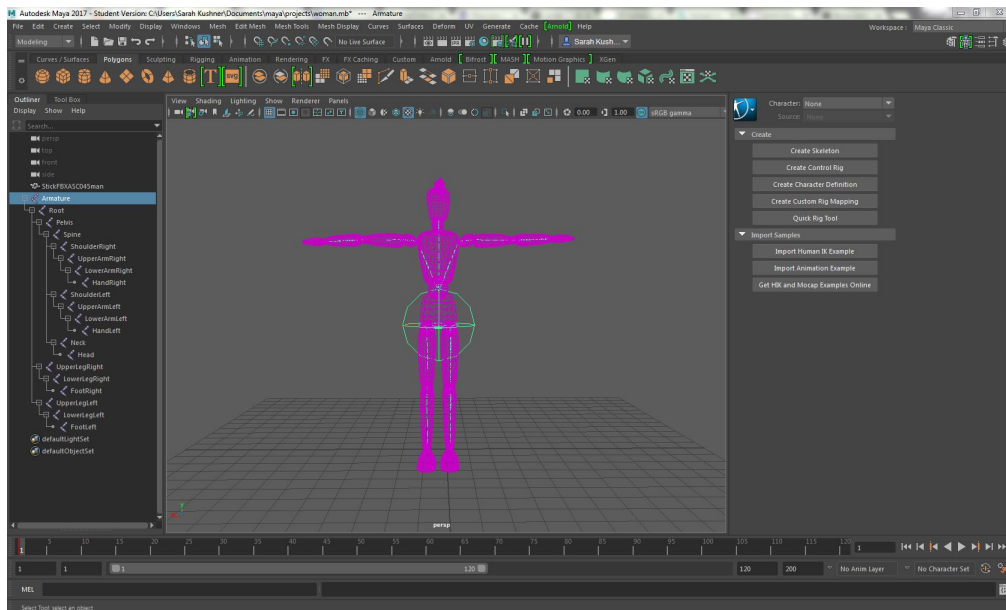 Autodesk Maya 2017 - Student Version: C:\Users\Sarah Kushner\Documents\maya\projects\woman.mb* --- Armature
File Edit Create Select Modify Display Windows Mesh Edit Mesh Mesh Tools Mesh Display Curves Surfaces Deform UV Generate Cache [Arnold] Help Workspace: Maya Classic
Modeling No Live Surface Sarah Kush...
Curves / Surfaces Polygons Sculpting Rigging Animation Rendering FX FX Caching Custom Arnold Bifrost MASH Motion Graphics XGen
T SVG
Outliner Tool Box
Display Show Help
Search...
persp
top
front
side
StickFBXASC045man
Armature
Root
Pelvis
Spine
ShoulderRight
UpperArmRight
LowerArmRight
HandRight
ShoulderLeft
UpperArmLeft
LowerArmLeft
HandLeft
Neck
Head
UpperLegRight
LowerLegRight
FootRight
UpperLegLeft
LowerLegLeft
FootLeft
defaultLightSet
defaultObjectSet
View Shading Lighting Show Renderer Panels
0.00 1.00 sRGB gamma
persp
Character: None
Source: None
Create
Create Skeleton
Create Control Rig
Create Character Definition
Create Custom Rig Mapping
Quick Rig Tool
Import Samples
Import Human IK Example
Import Animation Example
Get HIK and Mocap Examples Online
5 10 15 20 25 30 35 40 45 50 55 60 65 70 75 80 85 90 95 100 105 110 115 120
1 1
1 1 1 120 120 200 No Anim Layer No Character Set
MEL
Select Tool: select an object